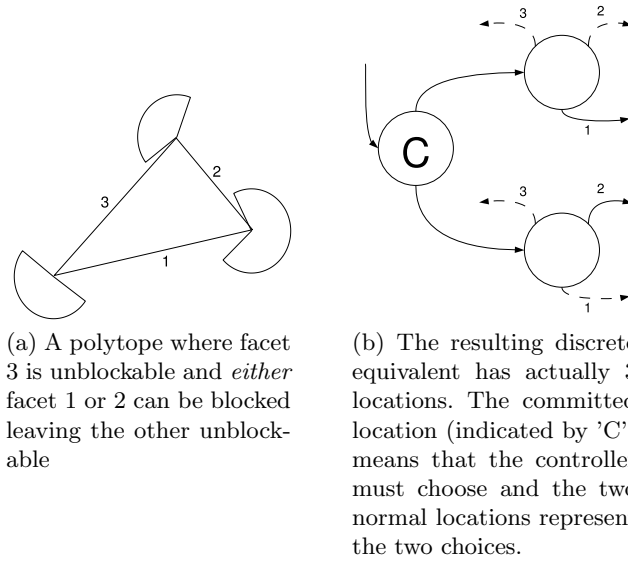 3
2
1
3
2
1
C
3
2
1
(a) A polytope where facet
3 is unblockable and either
facet 1 or 2 can be blocked
leaving the other unblock-
able
(b) The resulting discrete
equivalent has actually 3
locations. The committed
location (indicated by 'C'
means that the controller
must choose and the two
normal locations represen
the two choices.